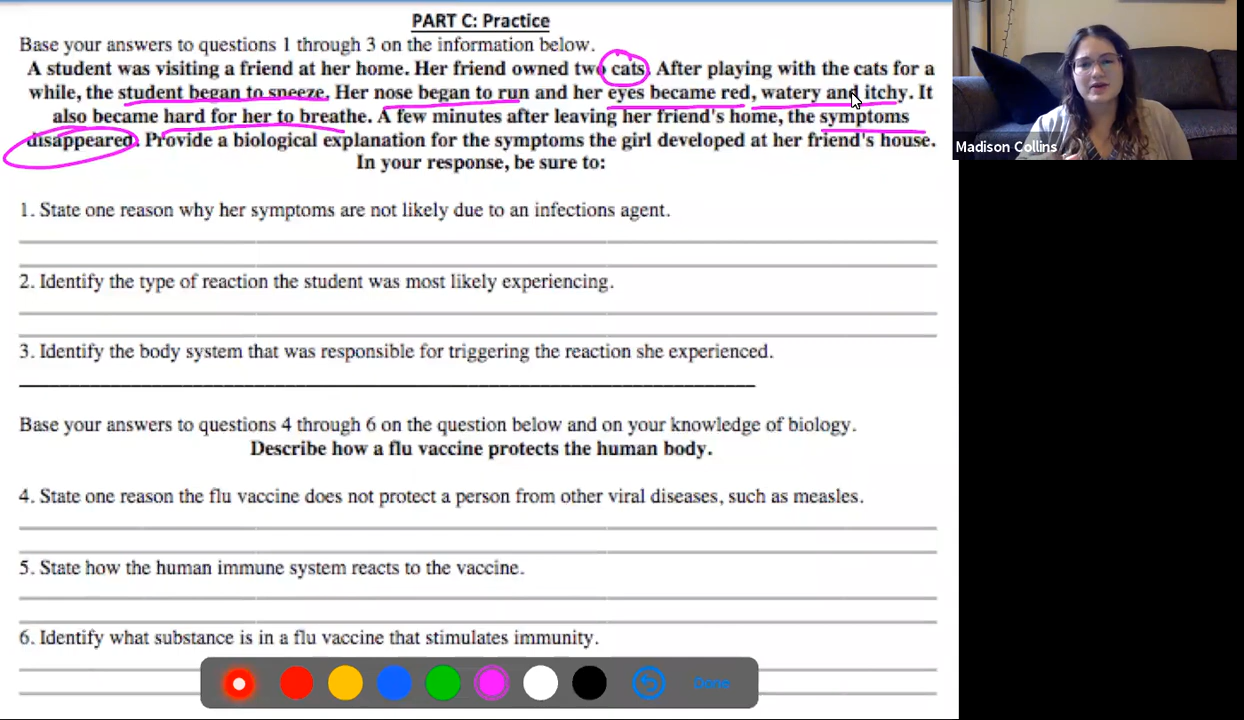 PART C: Practice
Base your answers to questions 1 through 3 on the information below.
A student was visiting a friend at her home. Her friend owned two cats. After playing with the cats for a
while, the student began to sneeze. Her nose began to run and her eyes became red, watery and itchy. It
also became hard for her to breathe. A few minutes after leaving her friend's home, the symptoms
disappeared. Provide a biological explanation for the symptoms the girl developed at her friend's house.
In your response, be sure to:
1. State one reason why her symptoms are not likely due to an infections agent.
2. Identify the type of reaction the student was most likely experiencing.
3. Identify the body system that was responsible for triggering the reaction she experienced.
Base your answers to questions 4 through 6 on the question below and on your knowledge of biology.
Describe how a flu vaccine protects the human body.
4. State one reason the flu vaccine does not protect a person from other viral diseases, such as measles.
5. State how the human immune system reacts to the vaccine.
6. Identify what substance is in a flu vaccine that stimulates immunity.
Done
Madison Collins